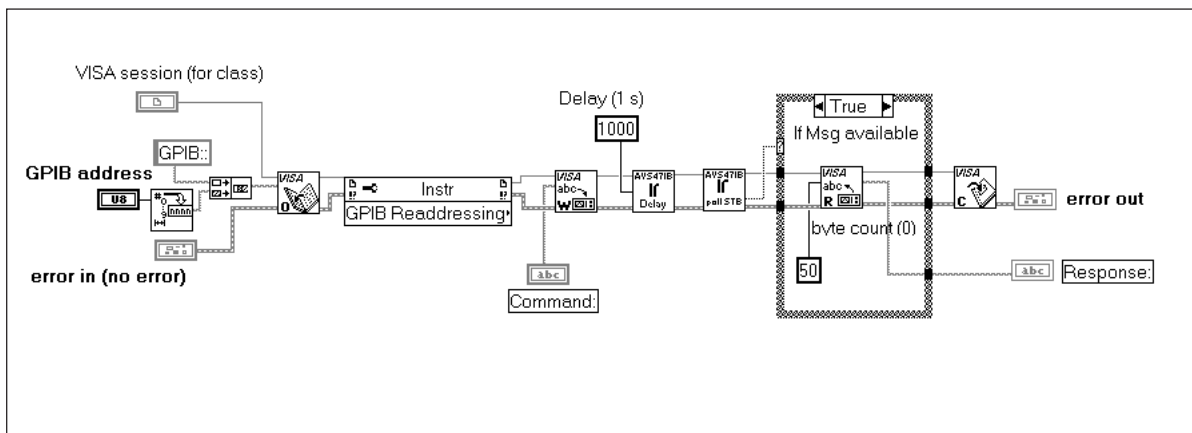 VISA session (for class)
GPIB address
U8
GPIB::
error in (no error)
VISA
O
Instr
GPIB Readdressing
Command:
abc
VISA
abc
W
Delay (1 s)
1000
AVS47IB
Delay
AVS47IB
poll STB
True
If Msg available
?
VISA
abc
R
byte count (0)
50
VISA
C
error out
abc
Response: